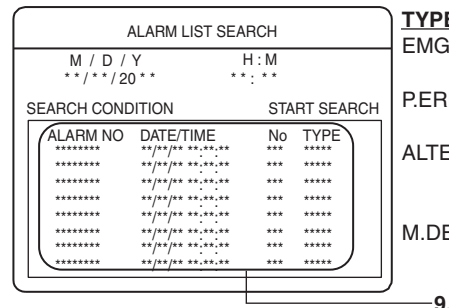 ALARM LIST SEARCH
M / D / Y H : M
* * / * * / 20 * * * * : * *
SEARCH CONDITION START SEARCH
ALARM NO DATE/TIME No TYPE
******** **/**/** **:**:** *** *****
******** **/**/** **:**:** *** *****
******** **/**/** **:**:** *** *****
******** **/**/** **:**:** *** *****
******** **/**/** **:**:** *** *****
******** **/**/** **:**:** *** *****
******** **/**/** **:**:** *** *****
******** **/**/** **:**:** *** *****
9
TYPE
EMG
P.ER
ALTE
M.DE